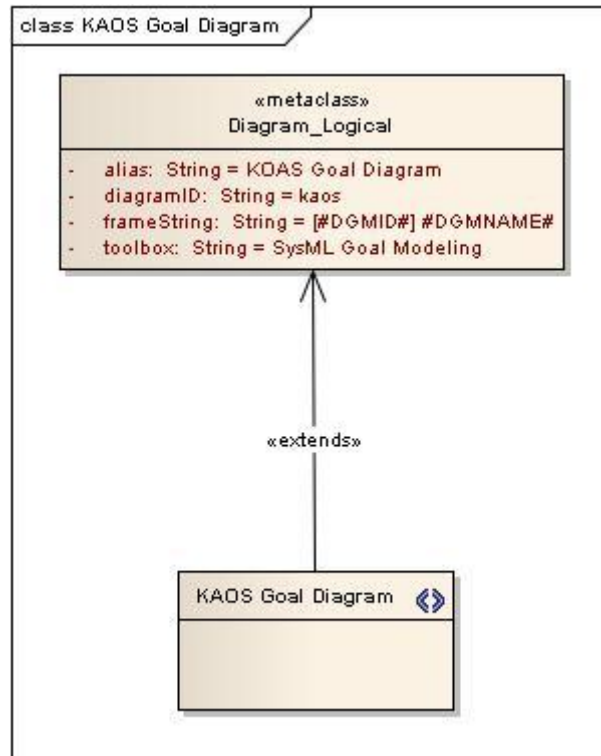 class KAOS Goal Diagram
«metaclass»
Diagram_Logical
- alias: String = KOAS Goal Diagram
- diagramID: String = kaos
- frameString: String = [#DGMID#] #DGMNAME#
- toolbox: String = SysML Goal Modeling
«extends»
KAOS Goal Diagram